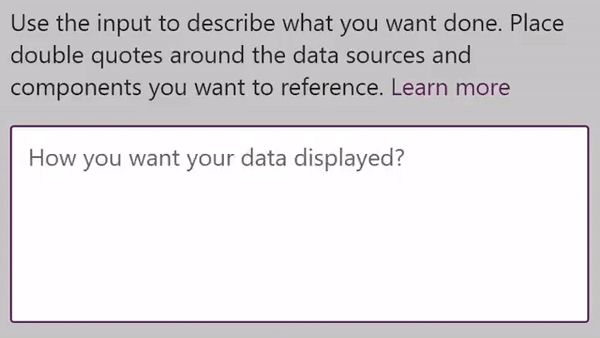 Use the input to describe what you want done. Place
double quotes around the data sources and
components you want to reference. Learn more
How you want your data displayed?